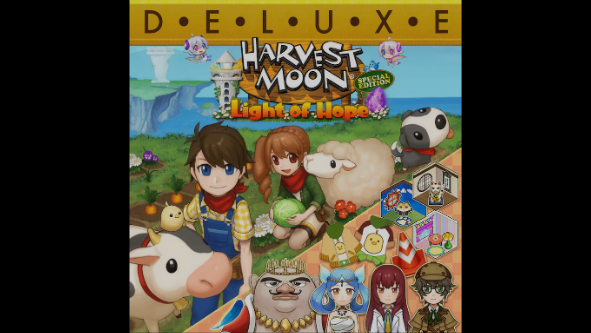 D•E•L•U•X•E
HARVEST
MOON
SPECIAL
EDITION
Light of Hope